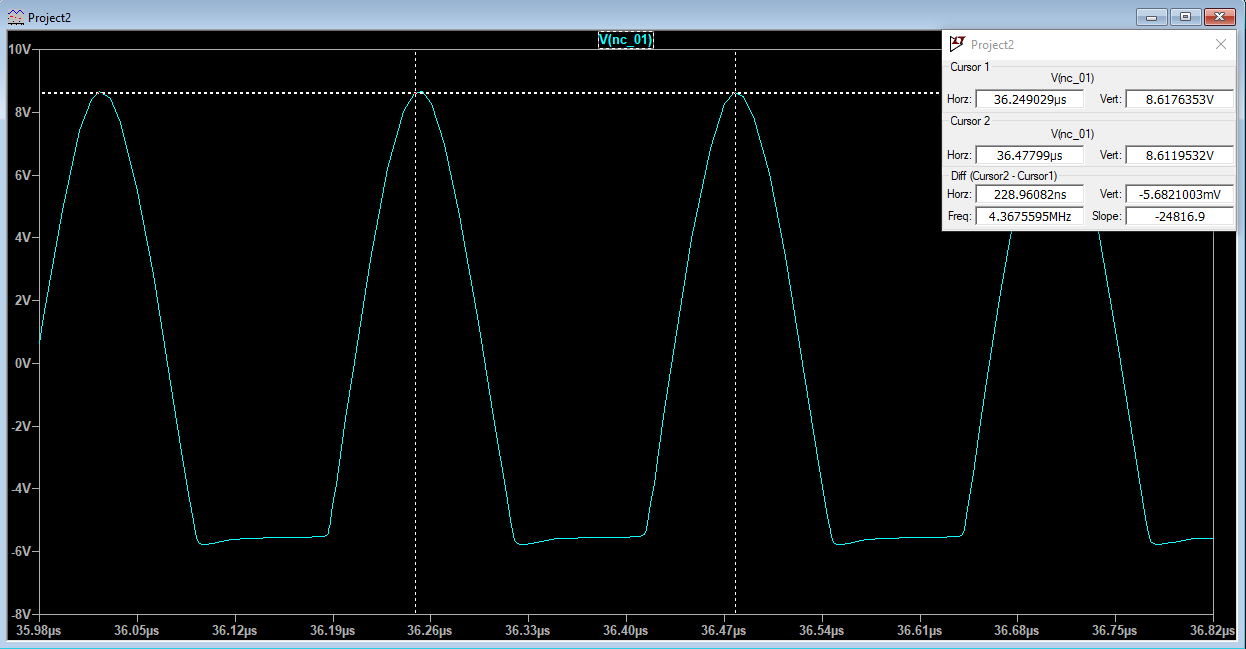 Project2
V(nc_01)
10V
8V
6V
4V
2V
0V
-2V
-4V
-6V
-8V
35.98µs 36.05µs 36.12µs 36.19µs 36.26µs 36.33µs 36.40µs 36.47µs 36.54µs 36.61µs 36.68µs 36.75µs 36.82µs
Project2
Cursor 1
V(nc_01)
Horz: 36.249029µs Vert: 8.6176353V
Cursor 2
V(nc_01)
Horz: 36.47799µs Vert: 8.6119532V
Diff (Cursor2 - Cursor1)
Horz: 228.96082ns Vert: -5.6821003mV
Freq: 4.3675595MHz Slope: -24816.9